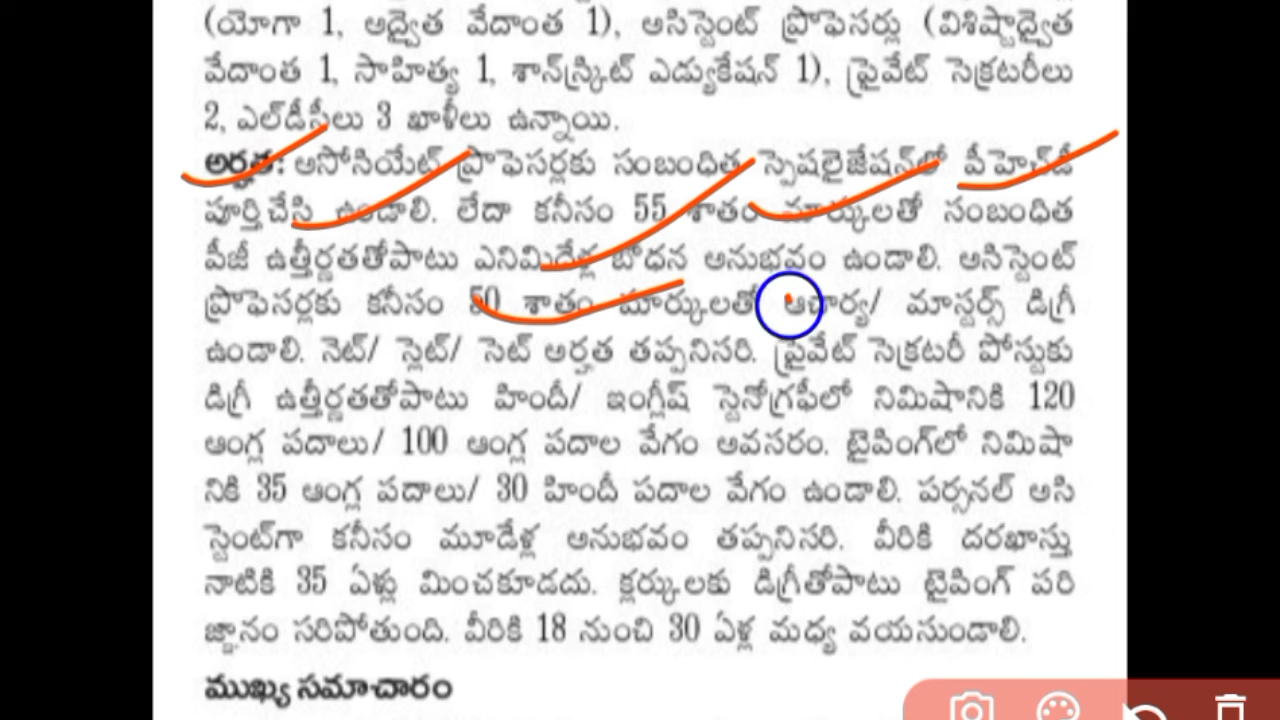 (యోగా 1, అద్వైత వేదాంత 1), అసిస్టెంట్ ప్రొఫెసర్లు (విశిష్టాద్వైత
వేదాంత 1, సాహిత్య 1, శాన్‌స్క్రిట్ ఎడ్యుకేషన్ 1), ప్రైవేట్ సెక్రటరీలు
2, ఎల్‌డీసీలు 3 ఖాళీలు ఉన్నాయి.
అర్హత: అసోసియేట్ ప్రొఫెసర్లకు సంబంధిత స్పెషలైజేషన్‌లో పీహెచ్‌డీ
పూర్తిచేసి ఉండాలి. లేదా కనీసం 55 శాతం మార్కులతో సంబంధిత
పీజీ ఉత్తీర్ణతతోపాటు ఎనిమిదేళ్ల బోధన అనుభవం ఉండాలి. అసిస్టెంట్
ప్రొఫెసర్లకు కనీసం 50 శాతం మార్కులతో ఆచార్య/ మాస్టర్స్ డిగ్రీ
ఉండాలి. నెట్/ స్లెట్/ సెట్ అర్హత తప్పనిసరి. ప్రైవేట్ సెక్రటరీ పోస్టుకు
డిగ్రీ ఉత్తీర్ణతతోపాటు హిందీ/ ఇంగ్లీష్ స్టెనోగ్రఫీలో నిమిషానికి 120
ఆంగ్ల పదాలు/ 100 ఆంగ్ల పదాల వేగం అవసరం. టైపింగ్‌లో నిమిషా
నికి 35 ఆంగ్ల పదాలు/ 30 హిందీ పదాల వేగం ఉండాలి. పర్సనల్ అసి
స్టెంట్‌గా కనీసం మూడేళ్ల అనుభవం తప్పనిసరి. వీరికి దరఖాస్తు
నాటికి 35 ఏళ్లు మించకూడదు. క్లర్కులకు డిగ్రీతోపాటు టైపింగ్ పరి
జ్ఞానం సరిపోతుంది. వీరికి 18 నుంచి 30 ఏళ్ల మధ్య వయసుండాలి.
ముఖ్య సమాచారం